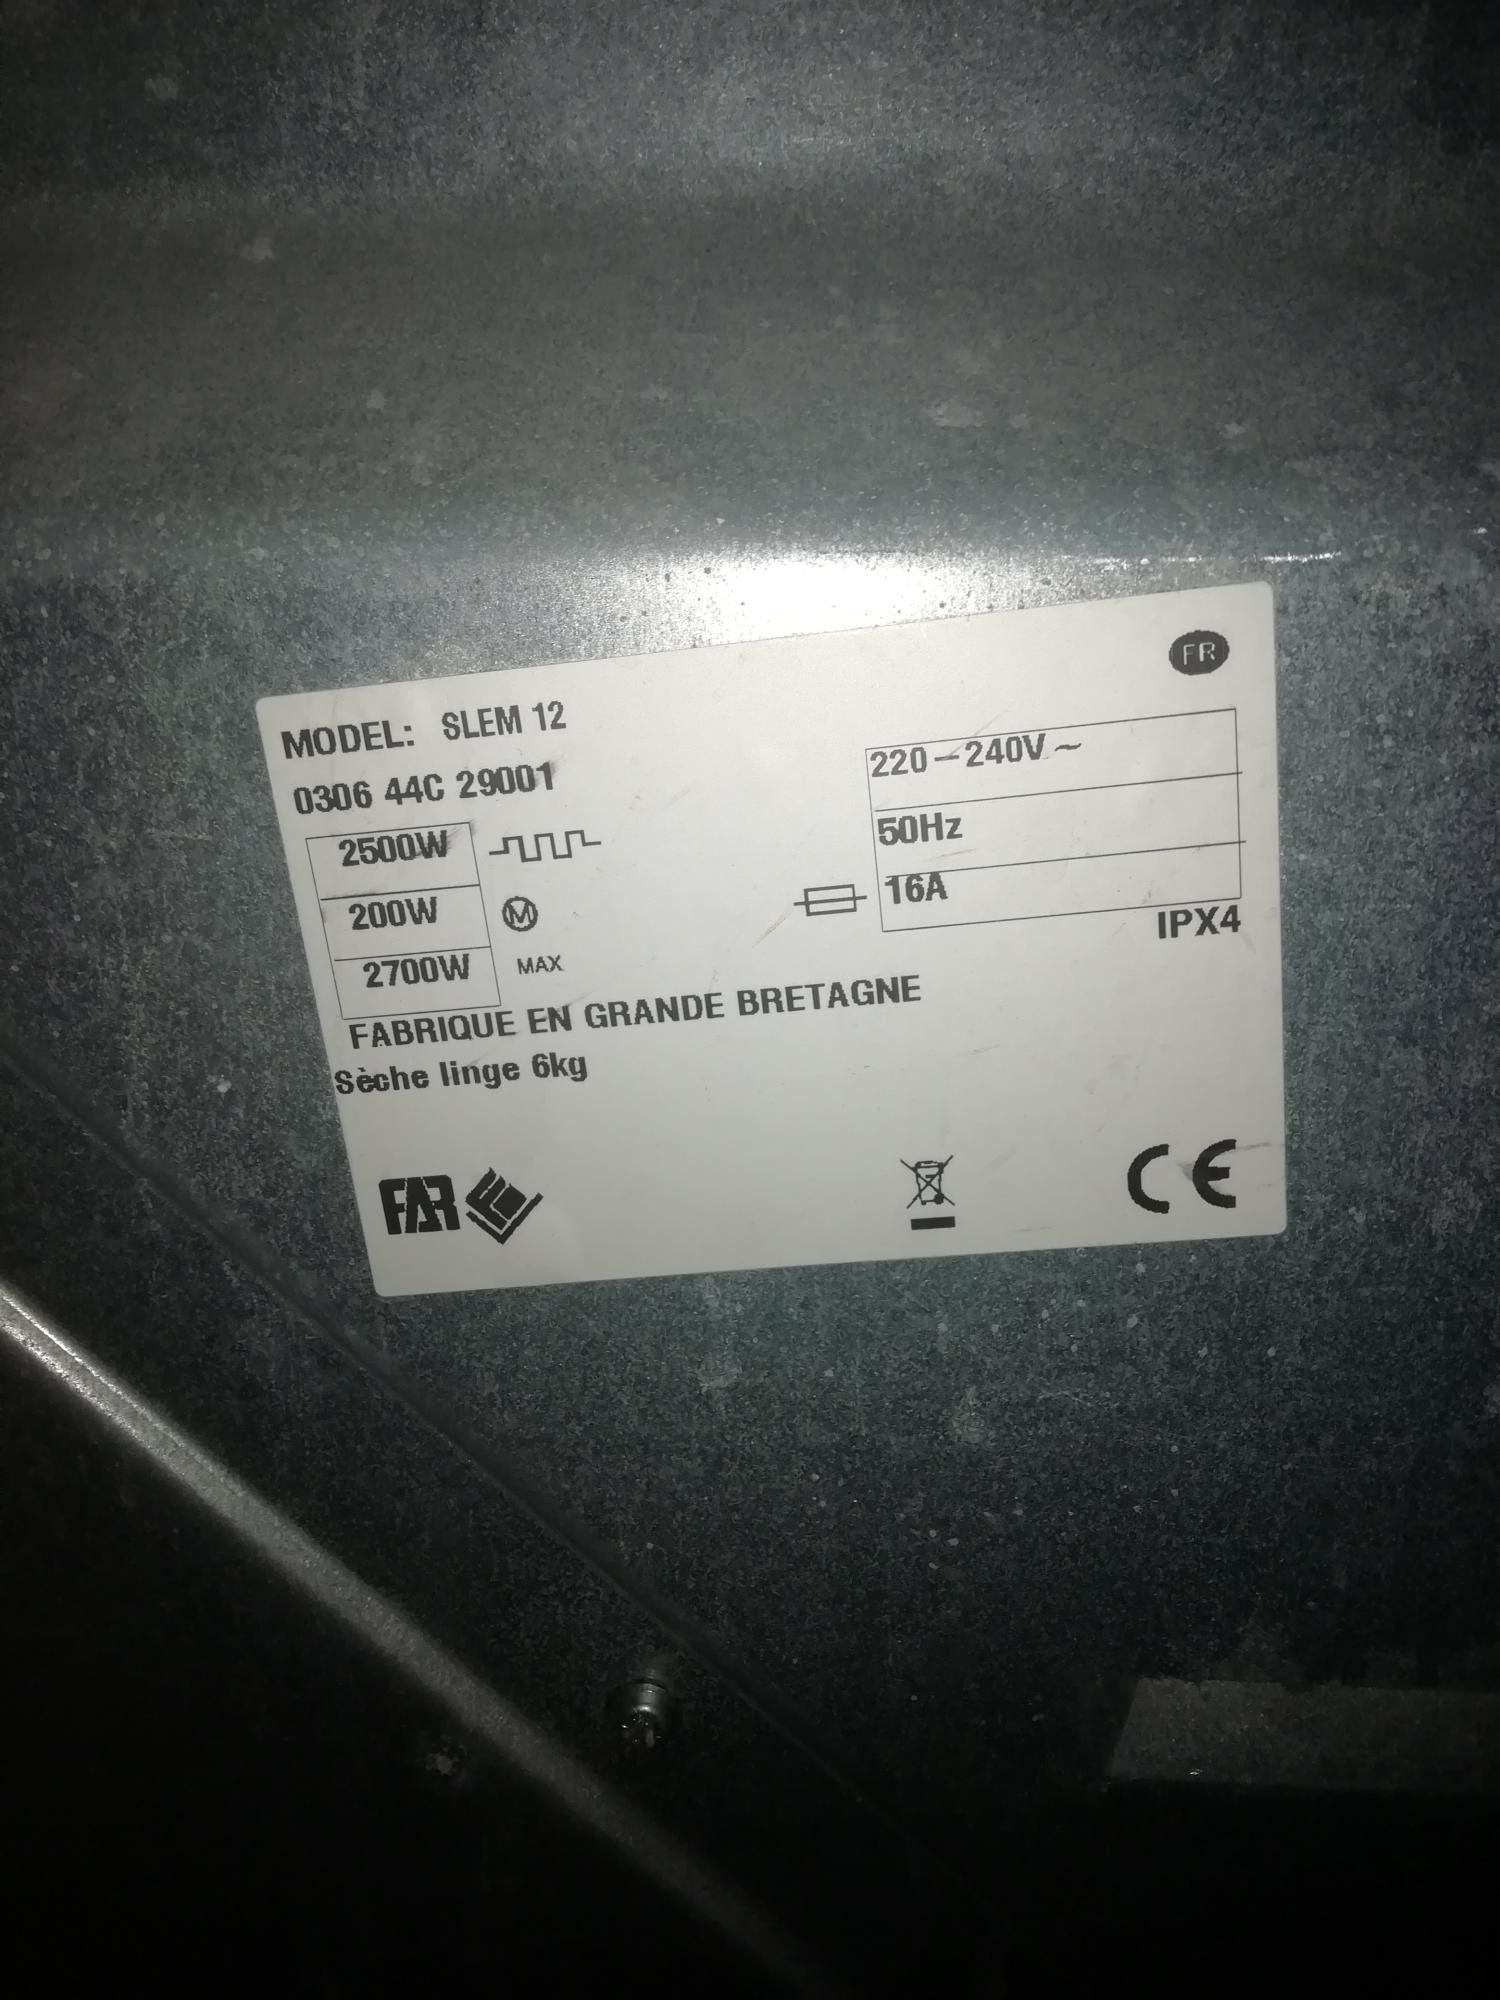 FR
MODEL: SLEM 12
0306 44C 29001
2500W
200W M
2700W MAX
220-240V~
50Hz
16A
IPX4
FABRIQUE EN GRANDE BRETAGNE
Sèche linge 6kg
FAR
CE